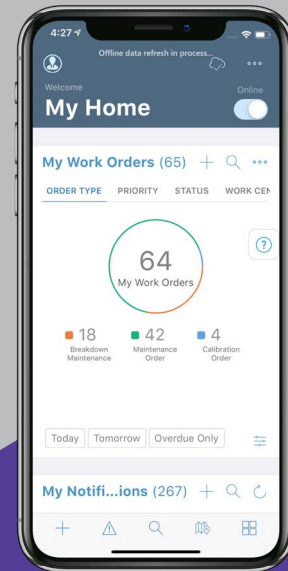 4:27
Offline data refresh in process...
Welcome
Online
My Home
My Work Orders (65)
ORDER TYPE PRIORITY STATUS WORK CEN
64
My Work Orders
18 42 4
Breakdown Maintenance Calibration
Maintenance Order Order
Today Tomorrow Overdue Only
My Notifi...ions (267)